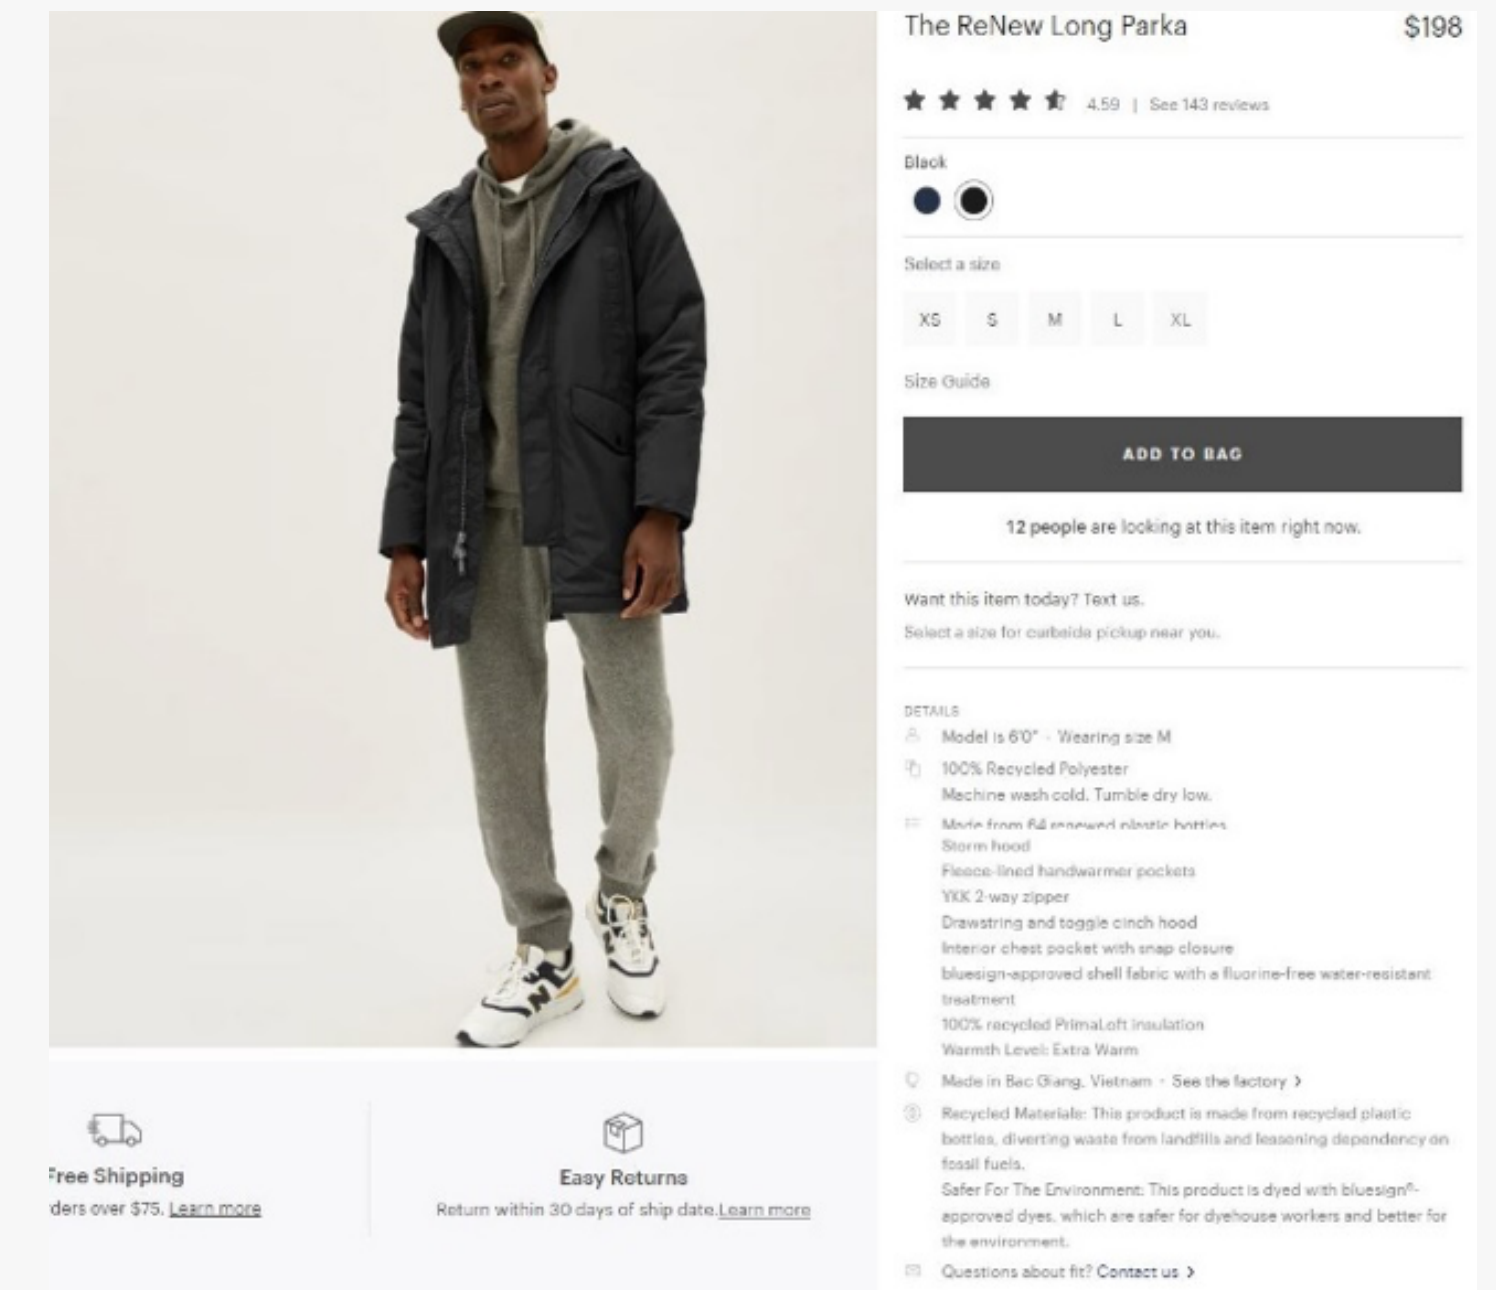 The ReNew Long Parka
$198
4.59 | See 143 reviews
Black
Select a size
XS S M L XL
Size Guide
ADD TO BAG
12 people are looking at this item right now.
Want this item today? Text us.
Select a size for curbside pickup near you.
DETAILS
Model is 6'0" · Wearing size M
100% Recycled Polyester
Machine wash cold. Tumble dry low.
Made from 64 renewed plastic bottles
Storm hood
Fleece-lined handwarmer pockets
YKK 2-way zipper
Drawstring and toggle cinch hood
Interior chest pocket with snap closure
bluesign-approved shell fabric with a fluorine-free water-resistant
treatment
100% recycled PrimaLoft insulation
Warmth Level: Extra Warm
Made in Bac Giang, Vietnam · See the factory >
Recycled Materials: This product is made from recycled plastic
bottles, diverting waste from landfills and lessening dependency on
fossil fuels.
Safer For The Environment: This product is dyed with bluesign®-
approved dyes, which are safer for dyehouse workers and better for
the environment.
Questions about fit? Contact us >
Free Shipping
ders over $75. Learn more
Easy Returns
Return within 30 days of ship date.Learn more
N